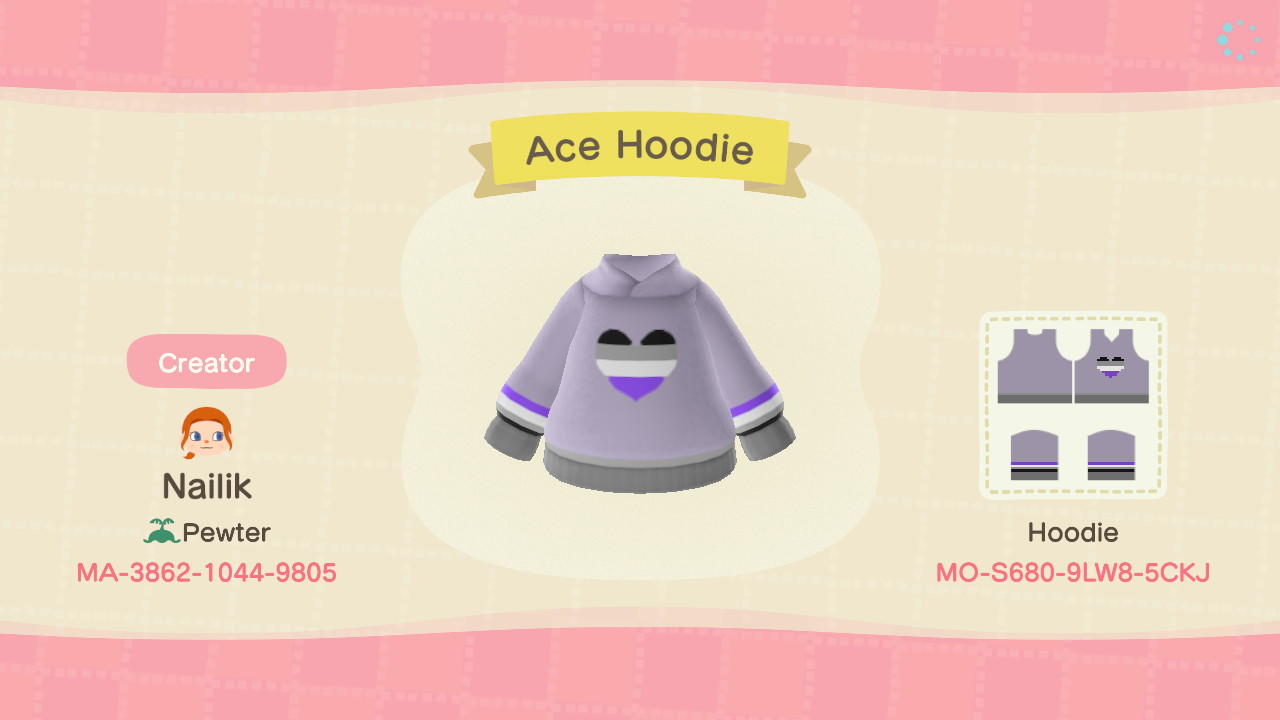 Ace Hoodie
Creator
Nailik
Pewter
MA-3862-1044-9805
Hoodie
MO-S680-9LW8-5CKJ